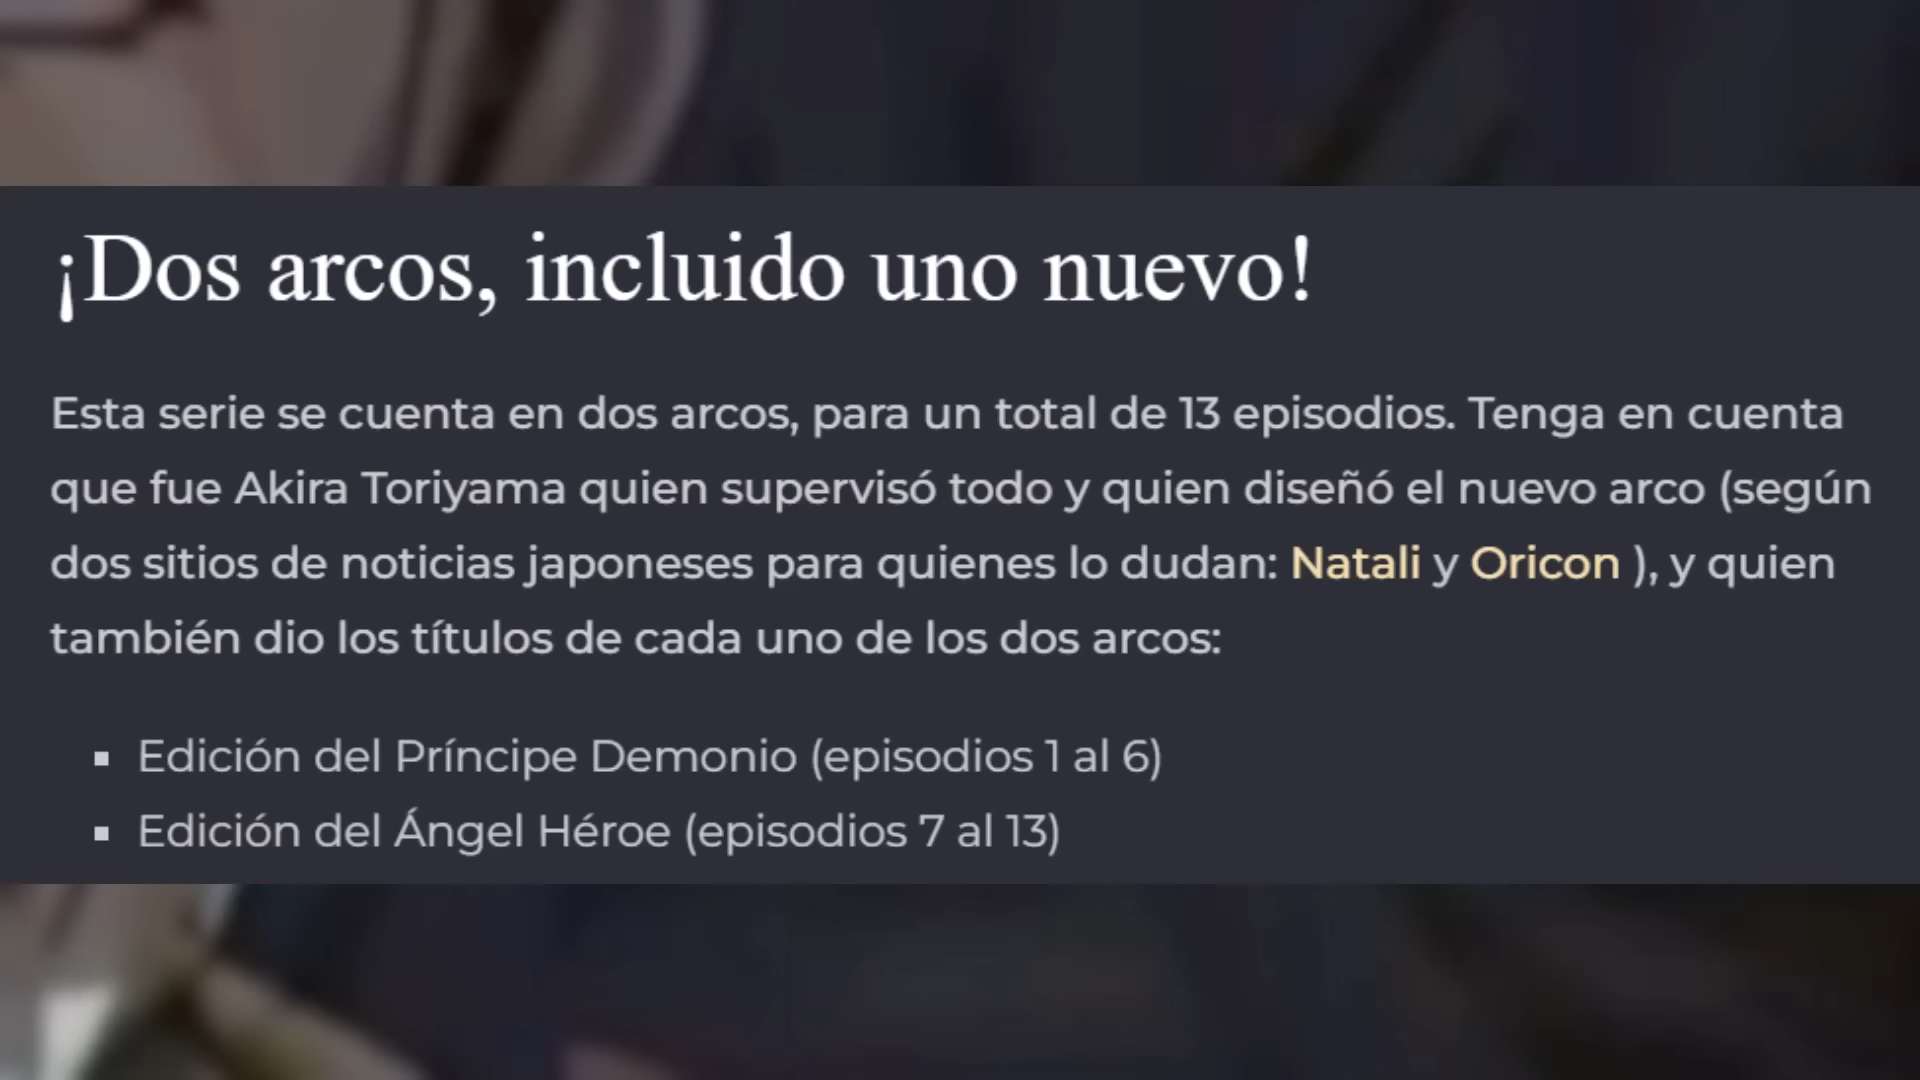 ¡Dos arcos, incluido uno nuevo!
Esta serie se cuenta en dos arcos, para un total de 13 episodios. Tenga en cuenta
que fue Akira Toriyama quien supervisó todo y quien diseñó el nuevo arco (según
dos sitios de noticias japoneses para quienes lo dudan: Natali y Oricon ), y quien
también dio los títulos de cada uno de los dos arcos:
▪ Edición del Príncipe Demonio (episodios 1 al 6)
▪ Edición del Ángel Héroe (episodios 7 al 13)